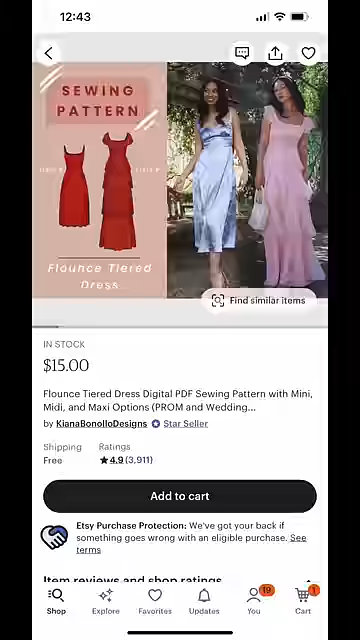 12:43
SEWING
PATTERN
Flounce Tiered
Dress
Find similar items
IN STOCK
$15.00
Flounce Tiered Dress Digital PDF Sewing Pattern with Mini,
Midi, and Maxi Options (PROM and Wedding...
by KianaBonolloDesigns Star Seller
Shipping Ratings
Free ★ 4.9 (3,911)
Add to cart
Etsy Purchase Protection: We've got your back if
something goes wrong with an eligible purchase. See
terms
Item reviews and shop ratings
19 1
Shop Explore Favorites Updates You Cart